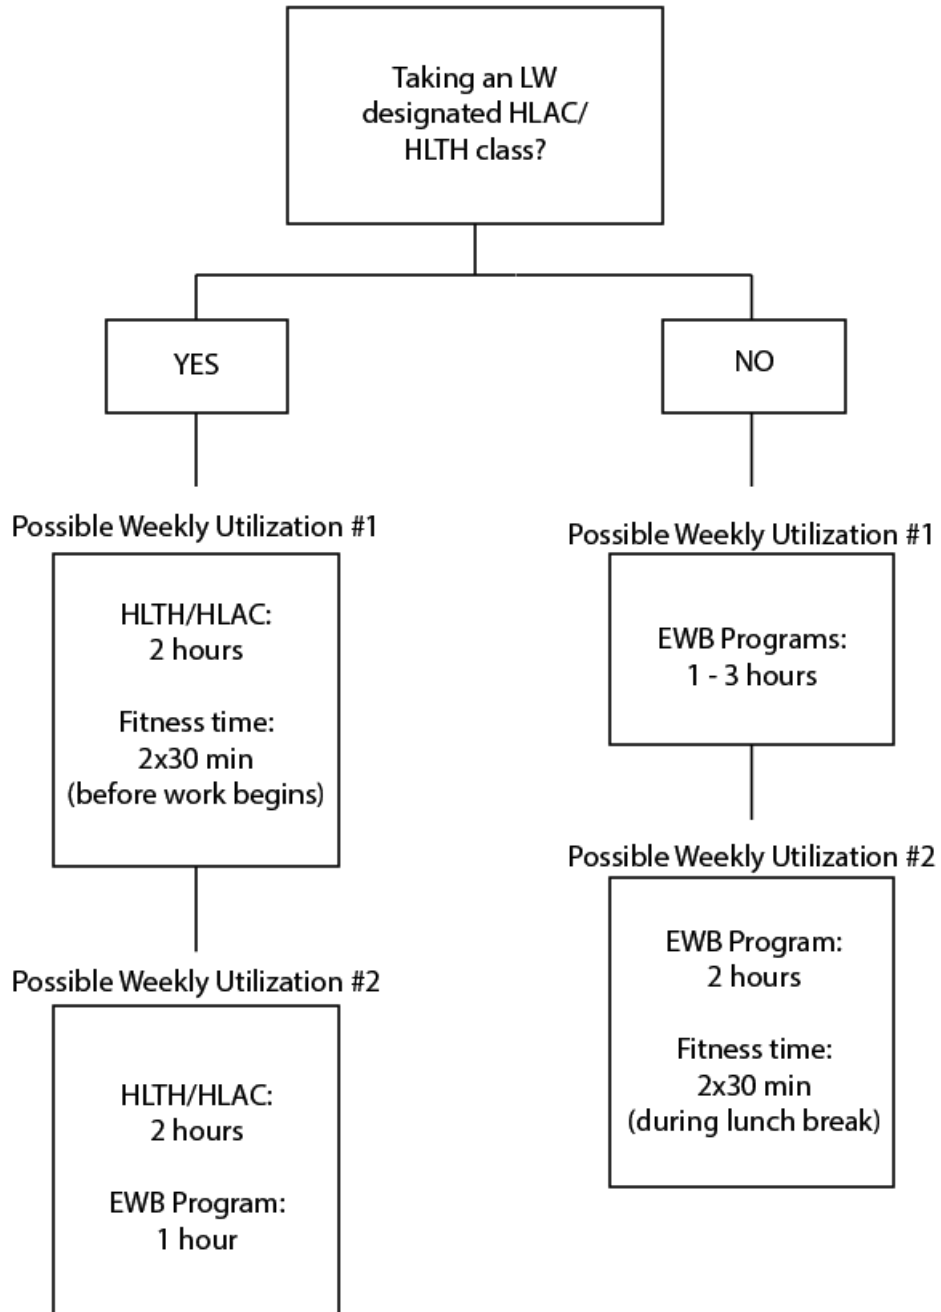 Taking an LW
designated HLAC/
HLTH class?
YES
NO
Possible Weekly Utilization #1
HLTH/HLAC:
2 hours
Fitness time:
2x30 min
(before work begins)
Possible Weekly Utilization #2
HLTH/HLAC:
2 hours
EWB Program:
1 hour
Possible Weekly Utilization #1
EWB Programs:
1 - 3 hours
Possible Weekly Utilization #2
EWB Program:
2 hours
Fitness time:
2x30 min
(during lunch break)